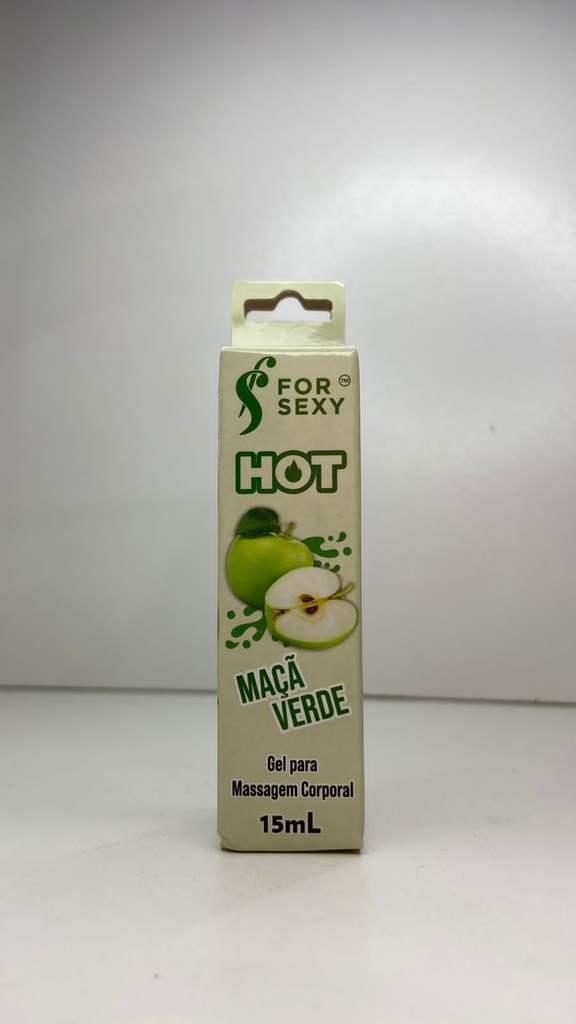 FOR ™
SEXY
HOT
MAÇÃ
VERDE
Gel para
Massagem Corporal
15mL